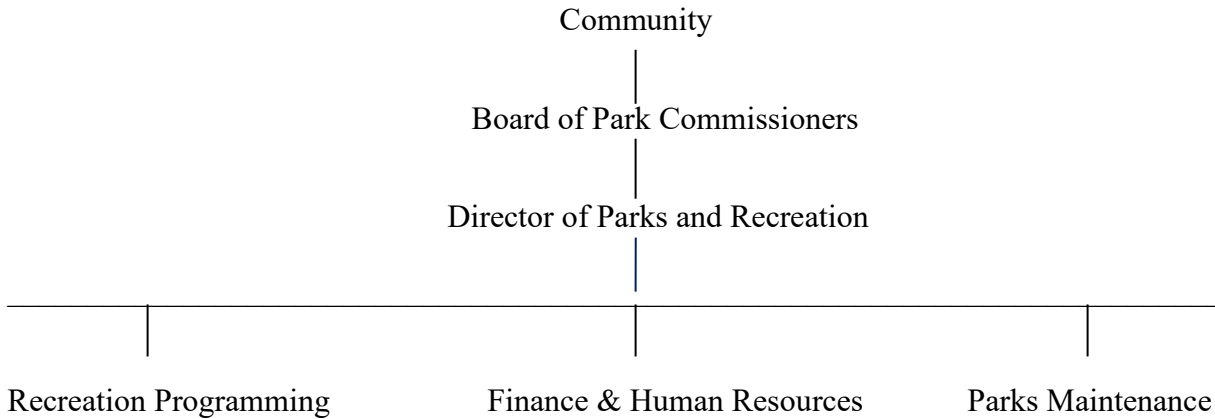 Community
Board of Park Commissioners
Director of Parks and Recreation
Recreation Programming
Finance & Human Resources
Parks Maintenance